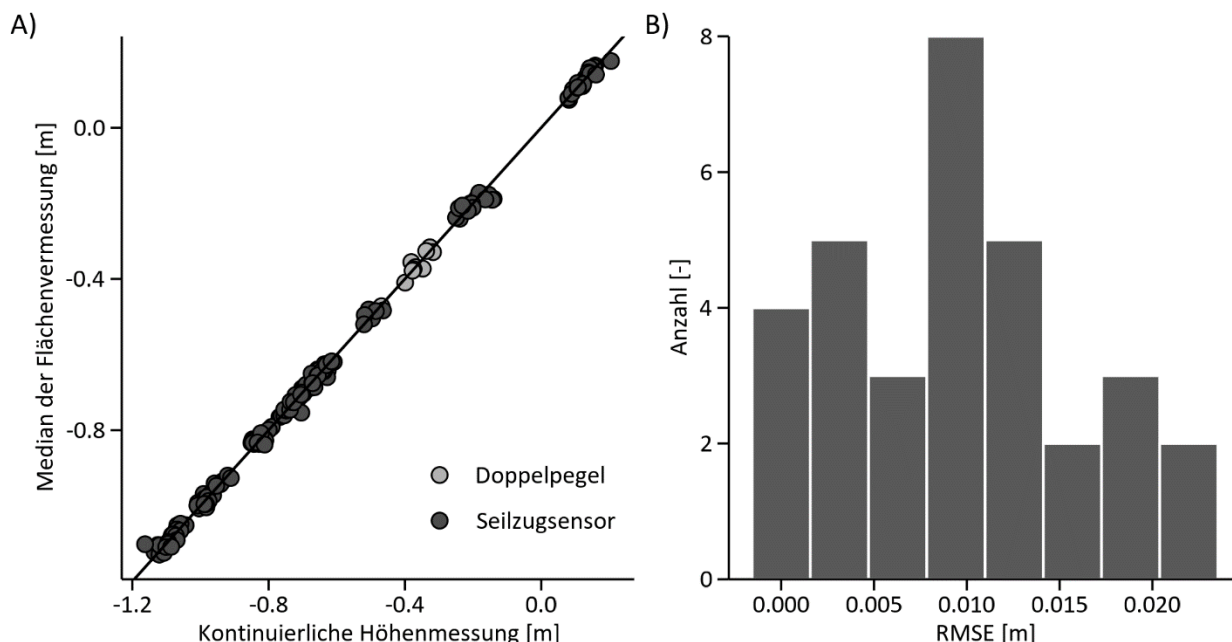 A)
Median der Flächenvermessung [m]
0.0
-0.4
-0.8
Doppelpegel
Seilzugsensor
-1.2 -0.8 -0.4 0.0
Kontinuierliche Höhenmessung [m]
B)
Anzahl [-]
8
6
4
2
0
0.000 0.005 0.010 0.015 0.020
RMSE [m]